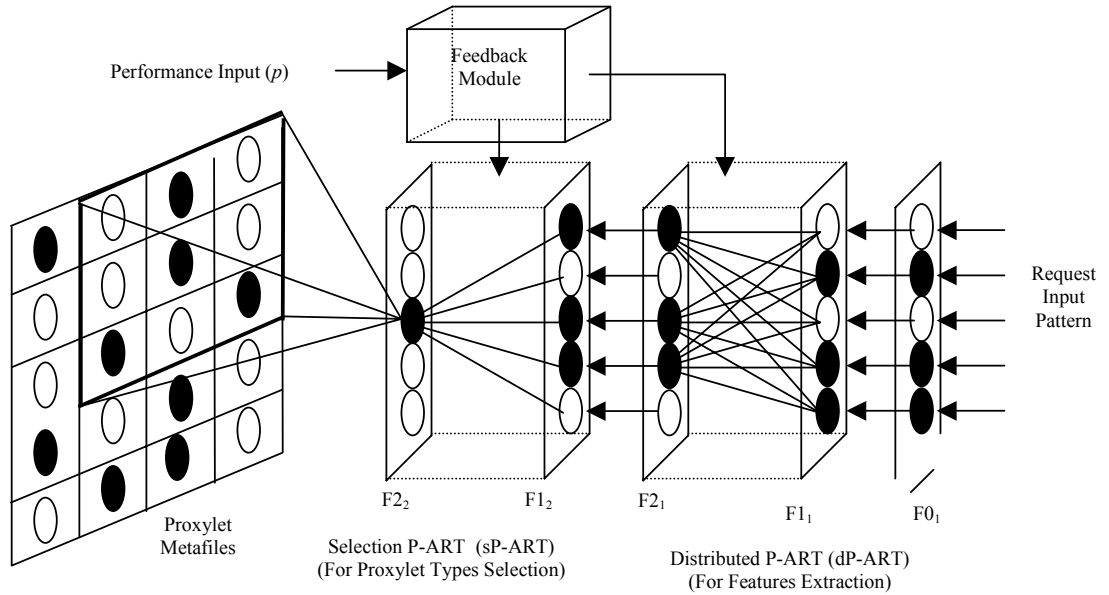 Feedback
Module
Performance Input (p)
Request
Input
Pattern
F2₂
F1₂
F2₁
F1₁
F0₁
Proxylet
Metafiles
Selection P-ART (sP-ART)
(For Proxylet Types Selection)
Distributed P-ART (dP-ART)
(For Features Extraction)